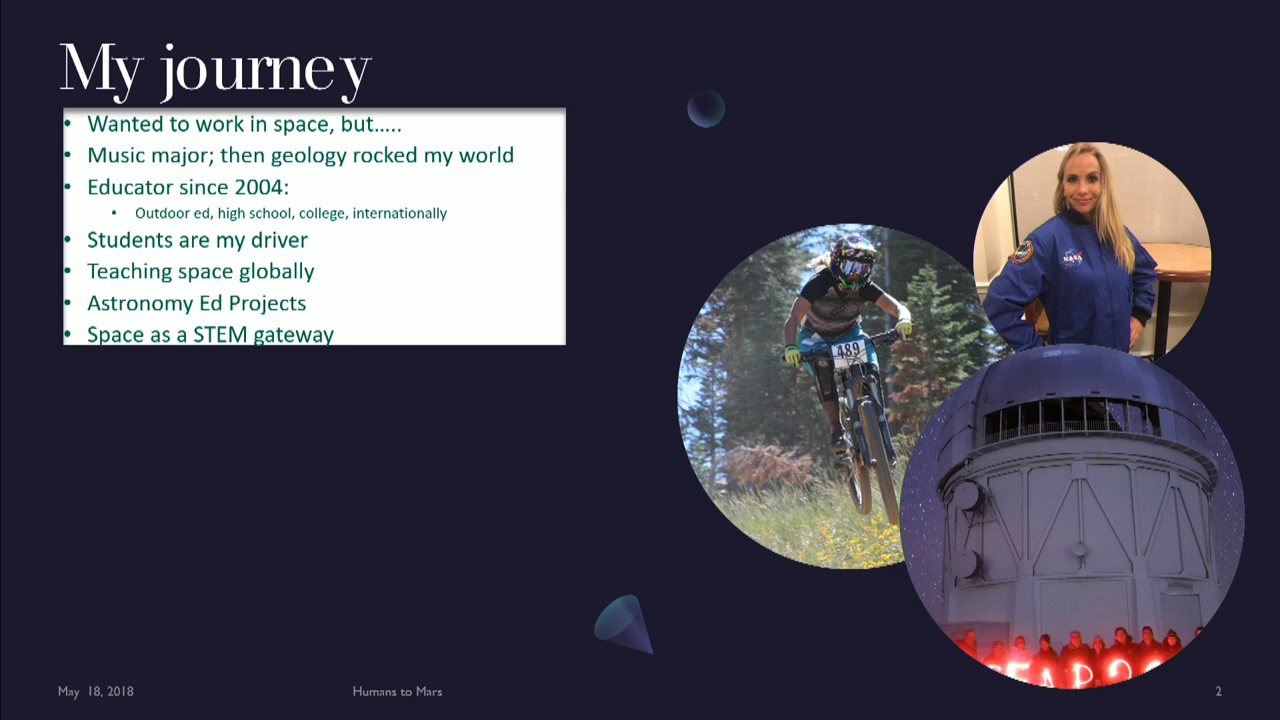 My journey
• Wanted to work in space, but.....
• Music major; then geology rocked my world
• Educator since 2004:
• Outdoor ed, high school, college, internationally
• Students are my driver
• Teaching space globally
• Astronomy Ed Projects
• Space as a STEM gateway
NASA
489
May 18, 2018
Humans to Mars
2